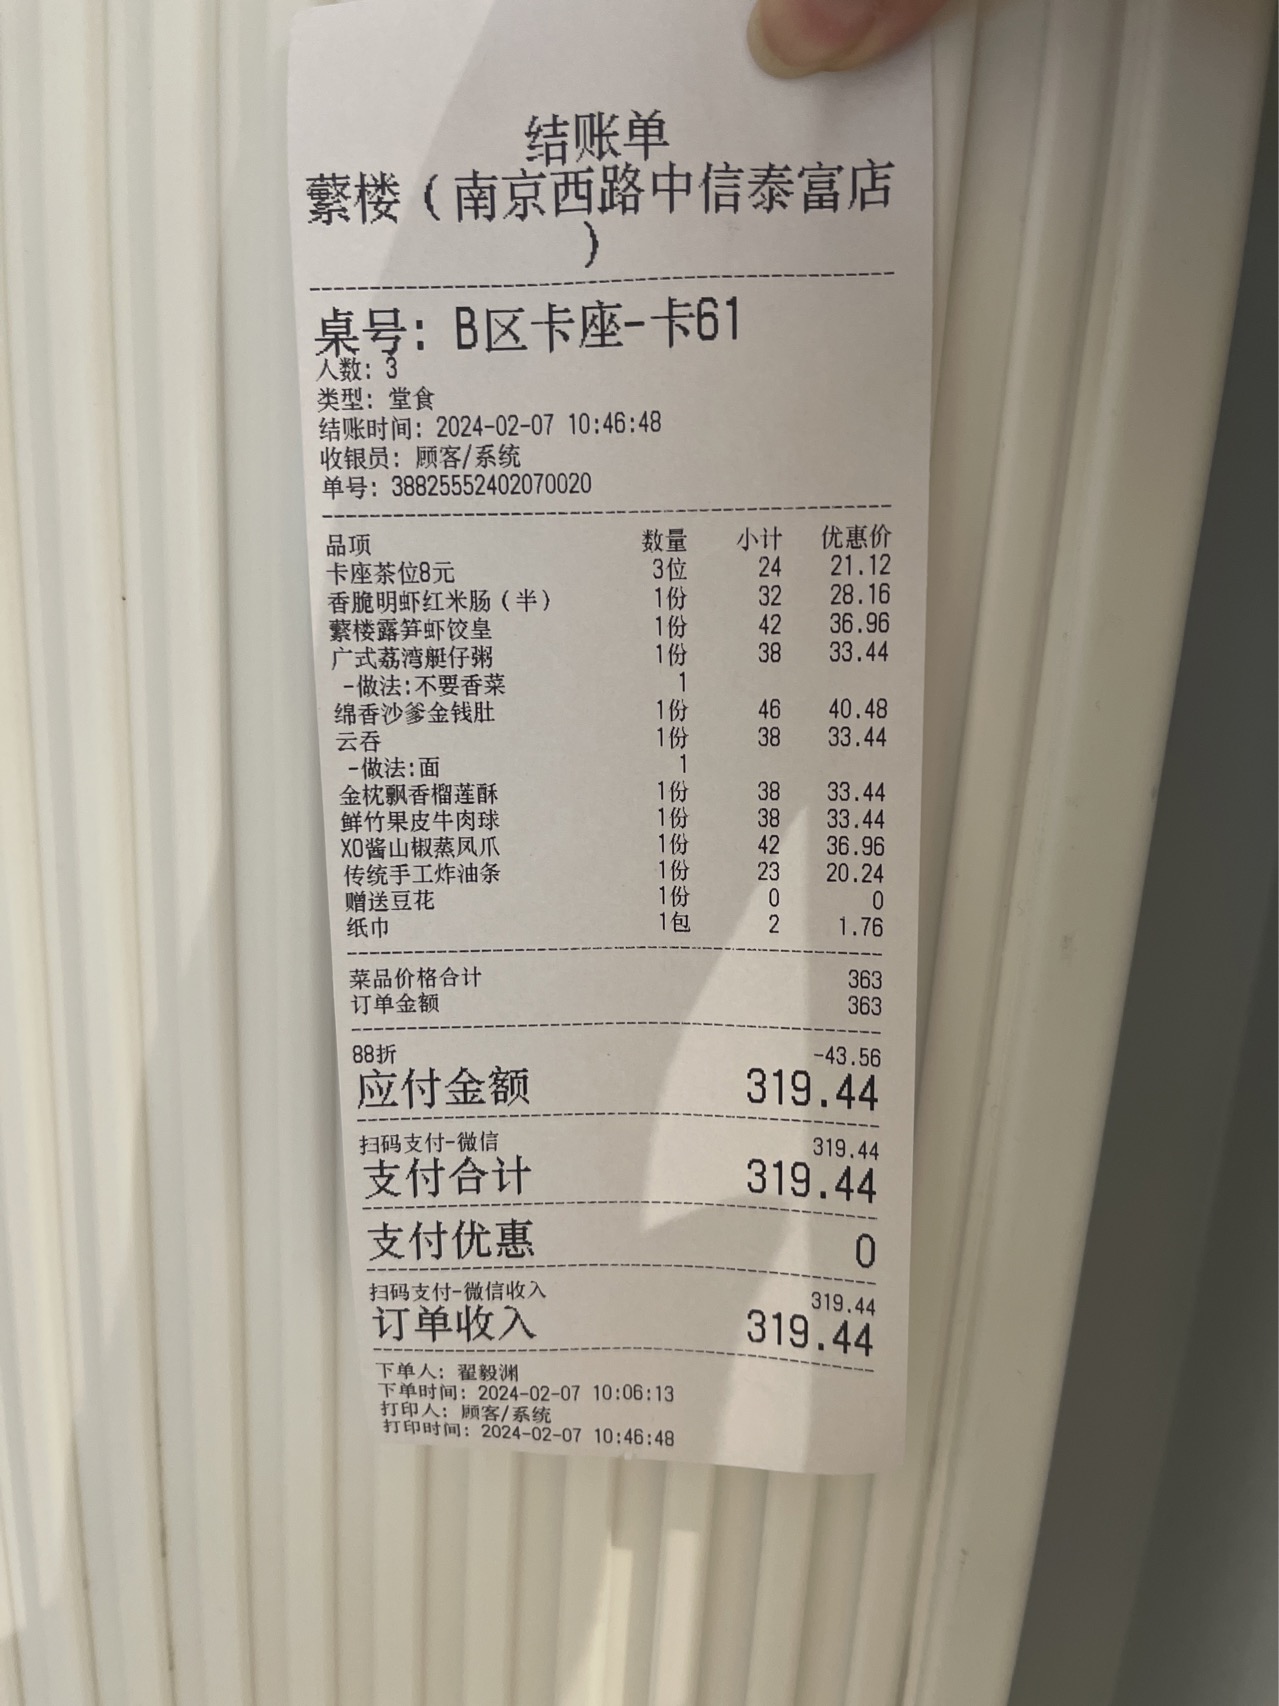 结账单
蘩楼（南京西路中信泰富店
）
桌号：B区卡座-卡61
人数：3
类型：堂食
结账时间：2024-02-07 10:46:48
收银员：顾客/系统
单号：38825552402070020
品项 数量 小计 优惠价
卡座茶位8元 3位 24 21.12
香脆明虾红米肠（半） 1份 32 28.16
蘩楼露笋虾饺皇 1份 42 36.96
广式荔湾艇仔粥 1份 38 33.44
-做法:不要香菜 1
绵香沙爹金钱肚 1份 46 40.48
云吞 1份 38 33.44
-做法:面 1
金枕飘香榴莲酥 1份 38 33.44
鲜竹果皮牛肉球 1份 38 33.44
XO酱山椒蒸凤爪 1份 42 36.96
传统手工炸油条 1份 23 20.24
赠送豆花 1份 0 0
纸巾 1包 2 1.76
菜品价格合计 363
订单金额 363
88折 -43.56
应付金额 319.44
扫码支付-微信 319.44
支付合计 319.44
支付优惠 0
扫码支付-微信收入 319.44
订单收入 319.44
下单人：翟毅渊
下单时间：2024-02-07 10:06:13
打印人：顾客/系统
打印时间：2024-02-07 10:46:48